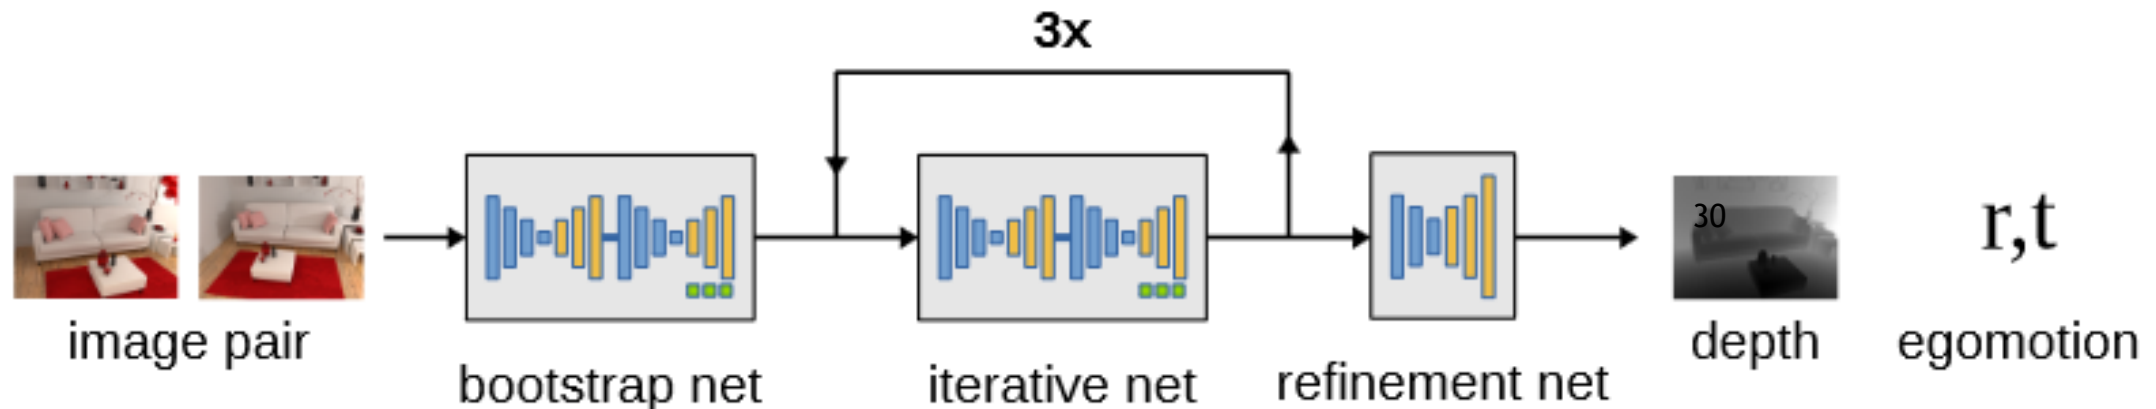 3x
30
r,t
image pair
bootstrap net
iterative net
refinement net
depth
egomotion